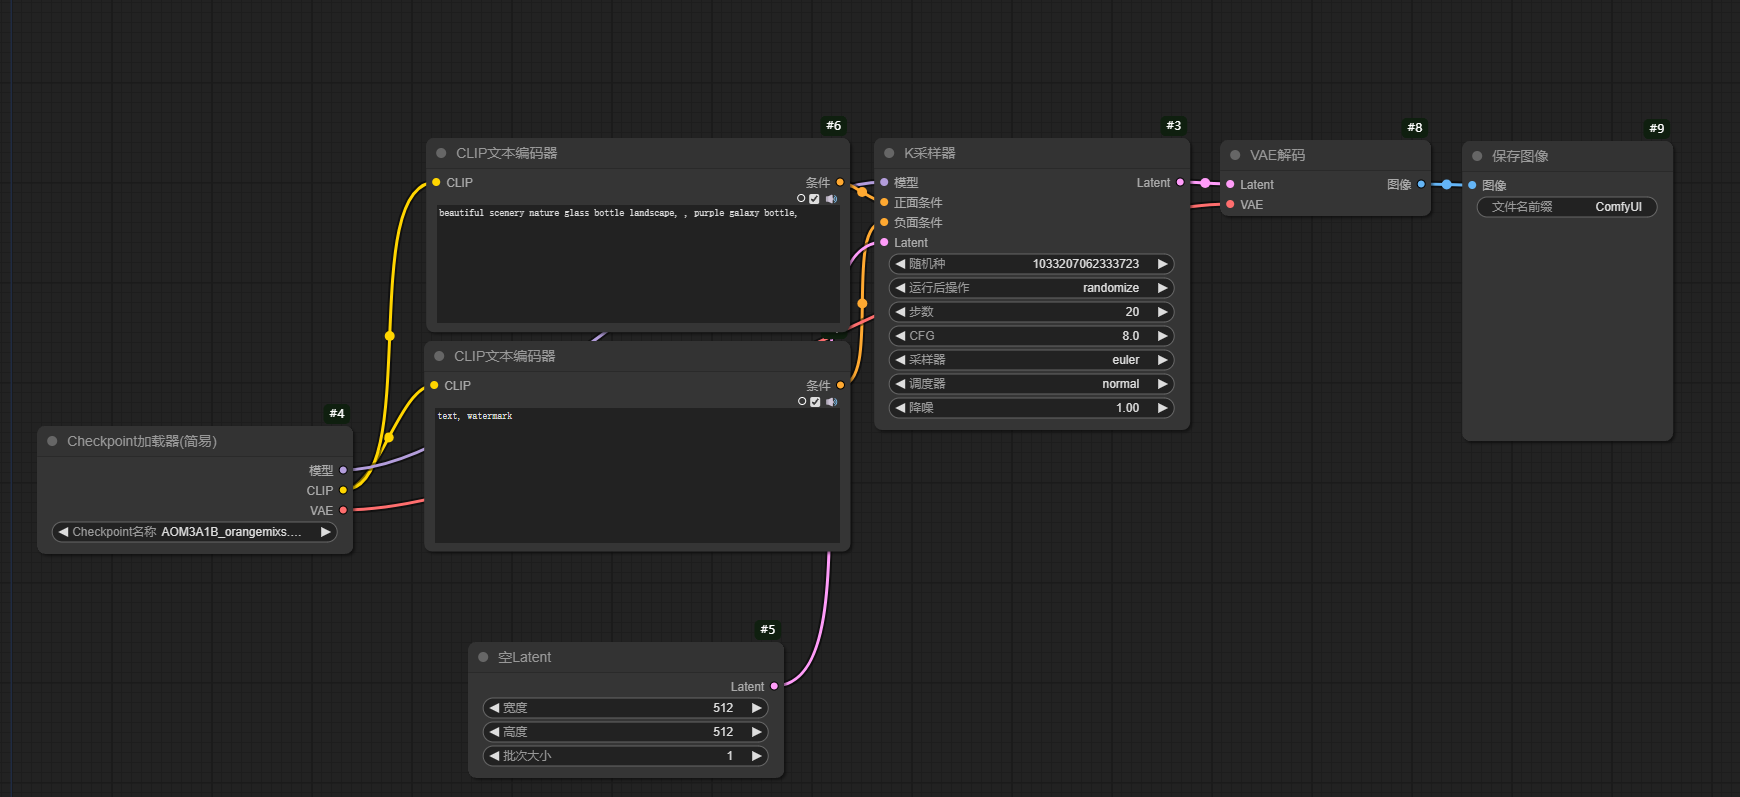 #4
Checkpoint加载器(简易)
模型
CLIP
VAE
Checkpoint名称 AOM3A1B_orangemixs....
#6
CLIP文本编码器
CLIP 条件
beautiful scenery nature glass bottle landscape, , purple galaxy bottle,
CLIP文本编码器
CLIP 条件
text, watermark
#5
空Latent
Latent
宽度 512
高度 512
批次大小 1
#3
K采样器
模型 Latent
正面条件
负面条件
Latent
随机种 1033207062333723
运行后操作 randomize
步数 20
CFG 8.0
采样器 euler
调度器 normal
降噪 1.00
#8
VAE解码
Latent 图像
VAE
#9
保存图像
图像
文件名前缀 ComfyUI